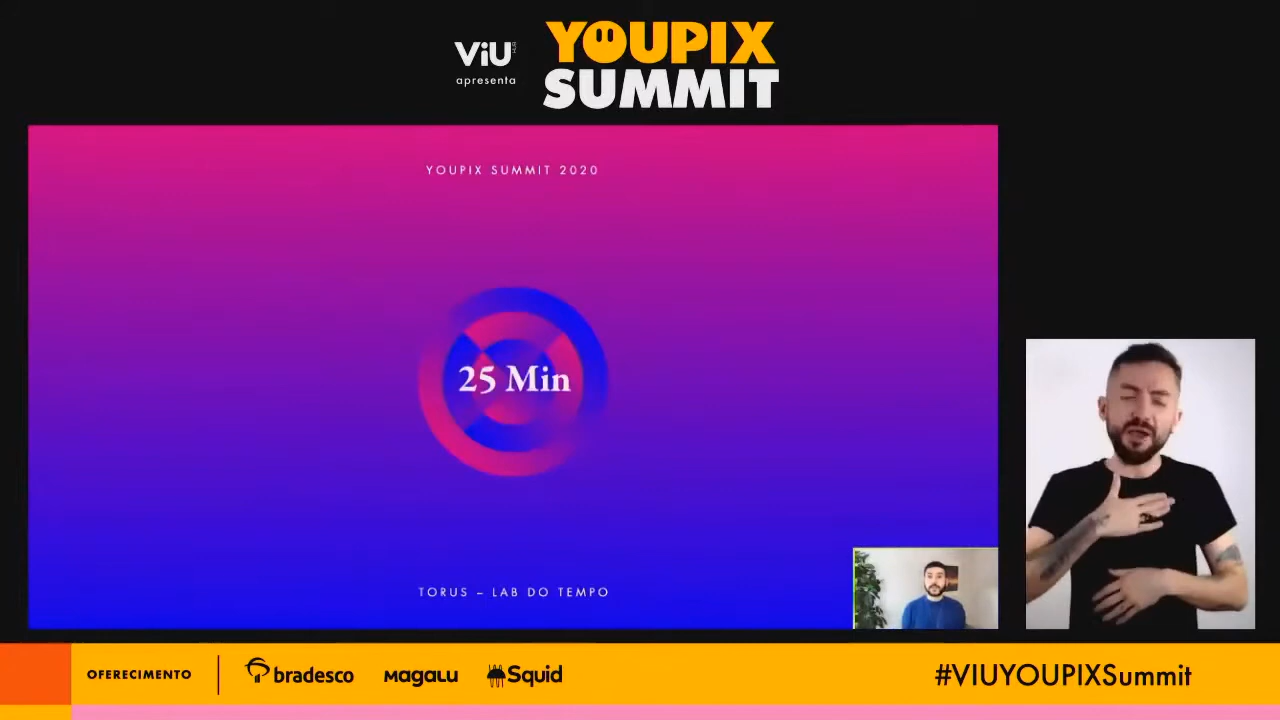 ViU
apresenta
YOUPIX
SUMMIT
YOUPIX SUMMIT 2020
25 Min
TORUS – LAB DO TEMPO
OFERECIMENTO
bradesco
MAGALU
Squid
#VIUYOUPIXSummit